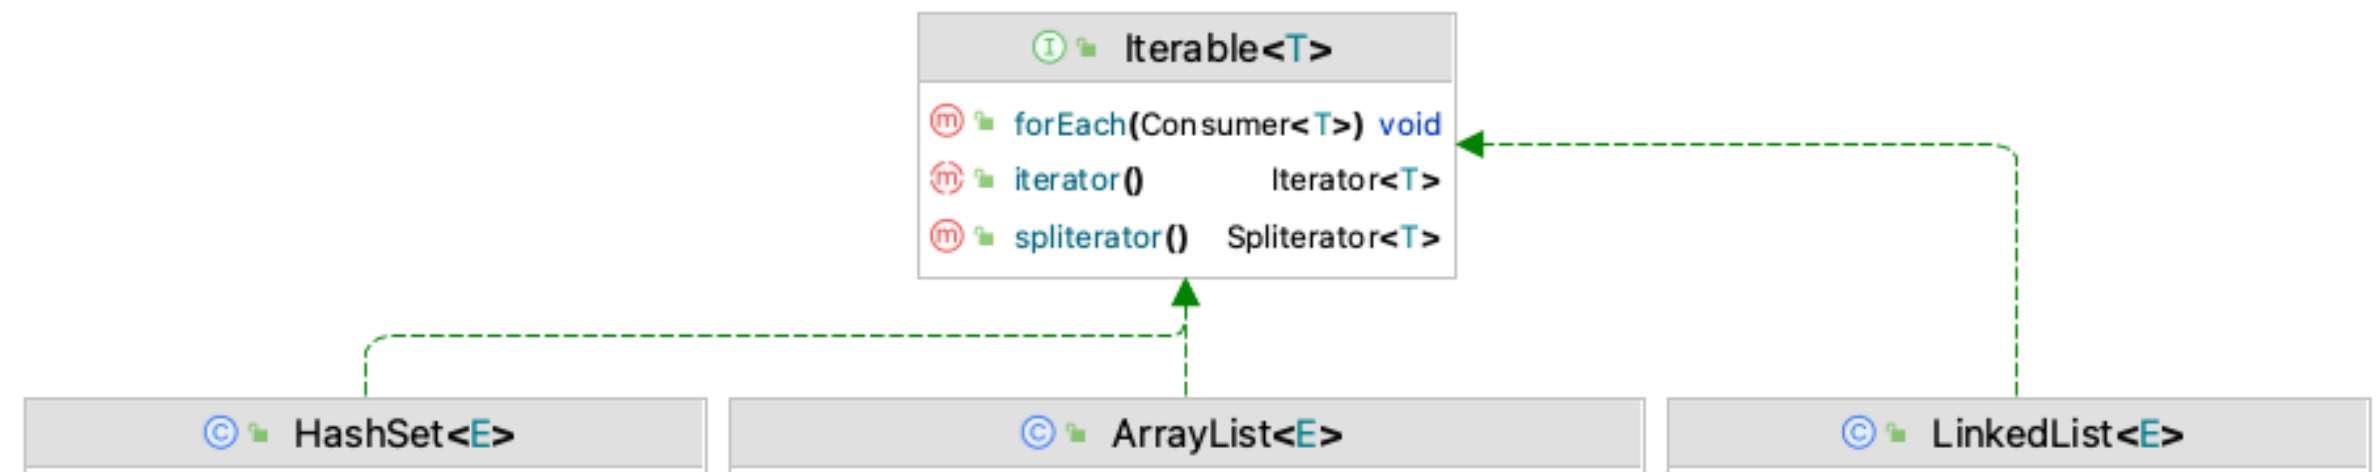 Iterable<T>
forEach(Consumer<T>) void
iterator() Iterator<T>
spliterator() Spliterator<T>
HashSet<E>
ArrayList<E>
LinkedList<E>